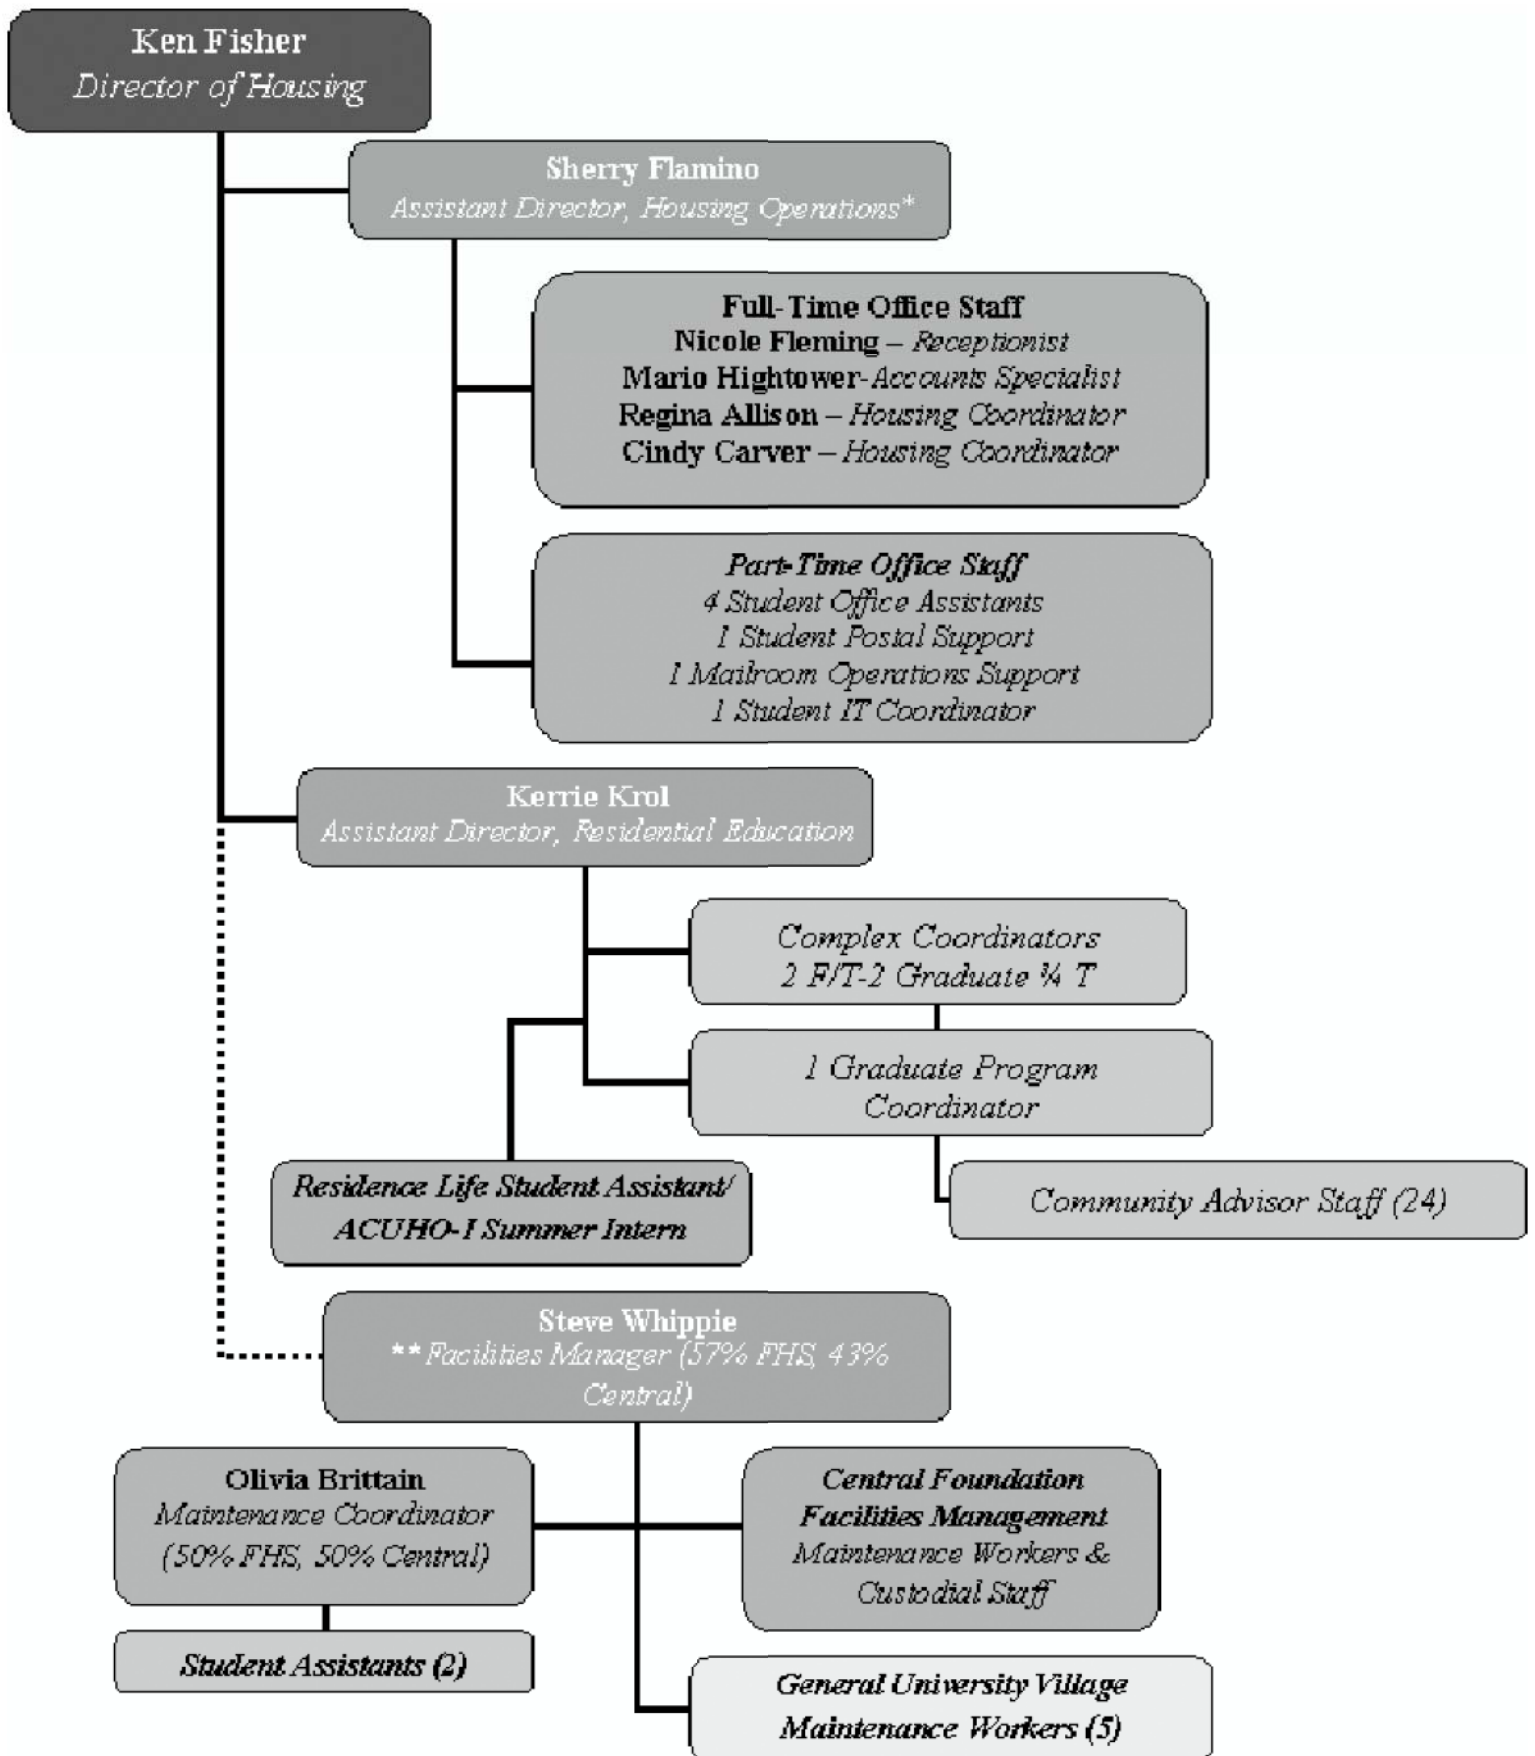 Ken Fisher
Director of Housing
Sherry Flamino
Assistant Director, Housing Operations*
Full-Time Office Staff
Nicole Fleming – Receptionist
Mario Hightower-Accounts Specialist
Regina Allison – Housing Coordinator
Cindy Carver – Housing Coordinator
Part-Time Office Staff
4 Student Office Assistants
1 Student Postal Support
1 Mailroom Operations Support
1 Student IT Coordinator
Kerrie Krol
Assistant Director, Residential Education
Complex Coordinators
2 F/T-2 Graduate ¾ T
1 Graduate Program
Coordinator
Residence Life Student Assistant/
ACUHO-I Summer Intern
Community Advisor Staff (24)
Steve Whippie
**Facilities Manager (57% FHS, 43%
Central)
Olivia Brittain
Maintenance Coordinator
(50% FHS, 50% Central)
Student Assistants (2)
Central Foundation
Facilities Management
Maintenance Workers &
Custodial Staff
General University Village
Maintenance Workers (5)